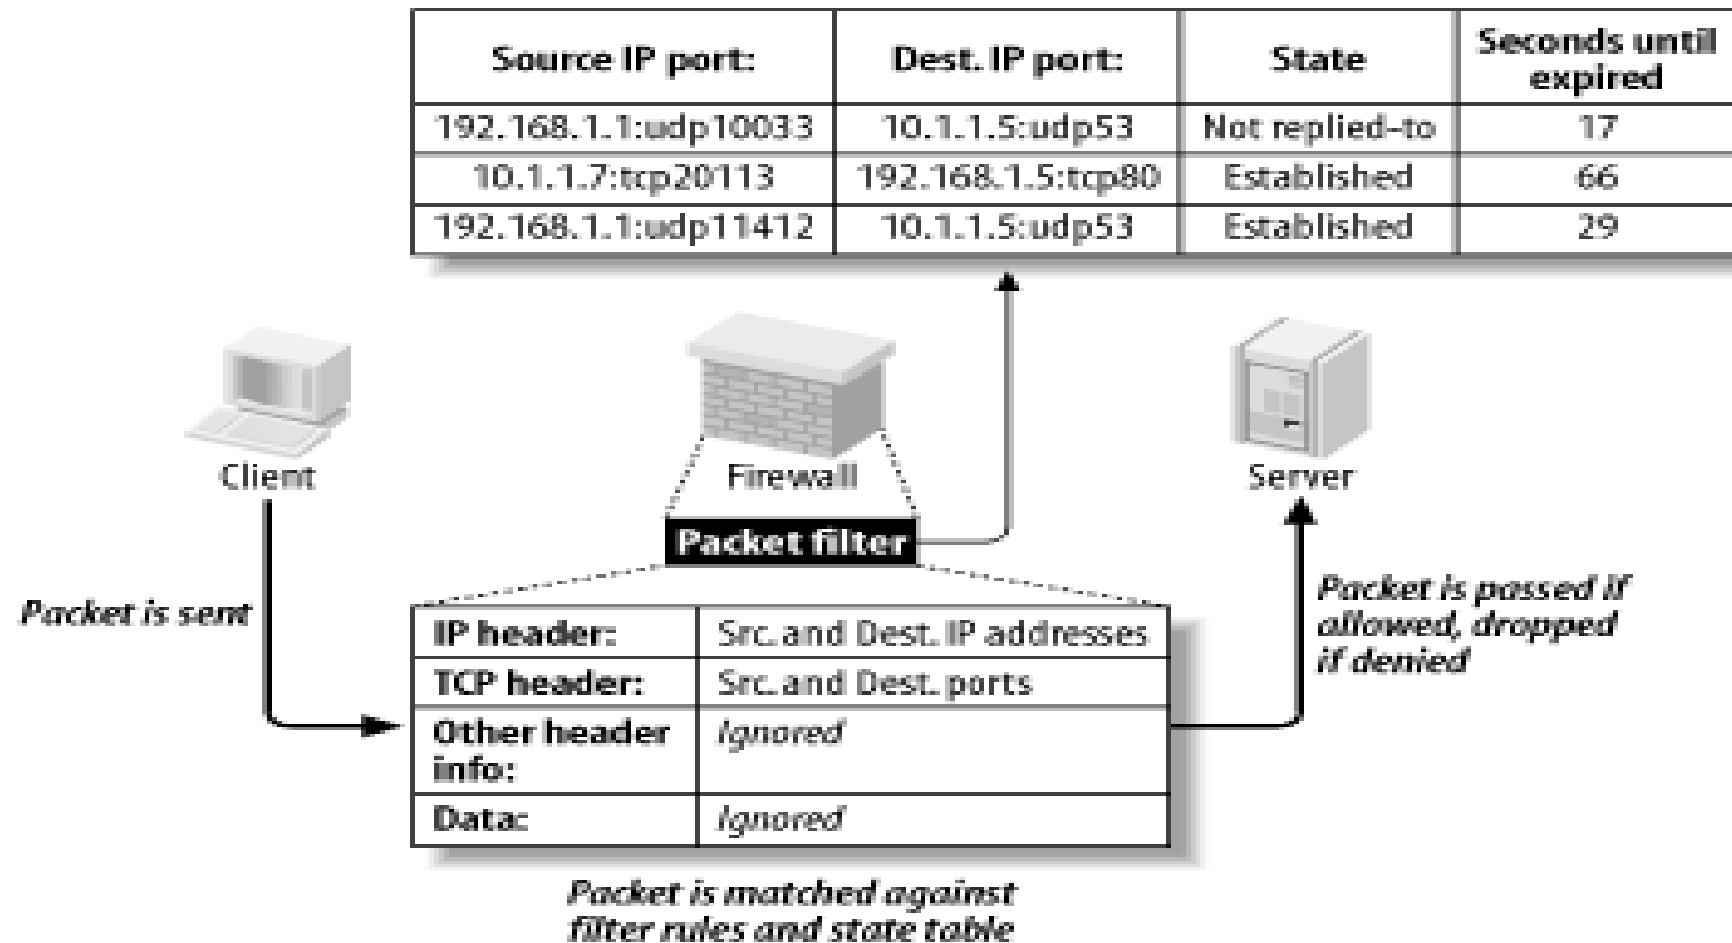 Source IP port: Dest. IP port: State Seconds until expired
192.168.1.1:udp10033 10.1.1.5:udp53 Not replied-to 17
10.1.1.7:tcp20113 192.168.1.5:tcp80 Established 66
192.168.1.1:udp11412 10.1.1.5:udp53 Established 29
Client
Firewall
Server
Packet filter
Packet is sent
IP header: Src. and Dest. IP addresses
TCP header: Src. and Dest. ports
Other header info: Ignored
Data: Ignored
Packet is passed if
allowed, dropped
if denied
Packet is matched against
filter rules and state table